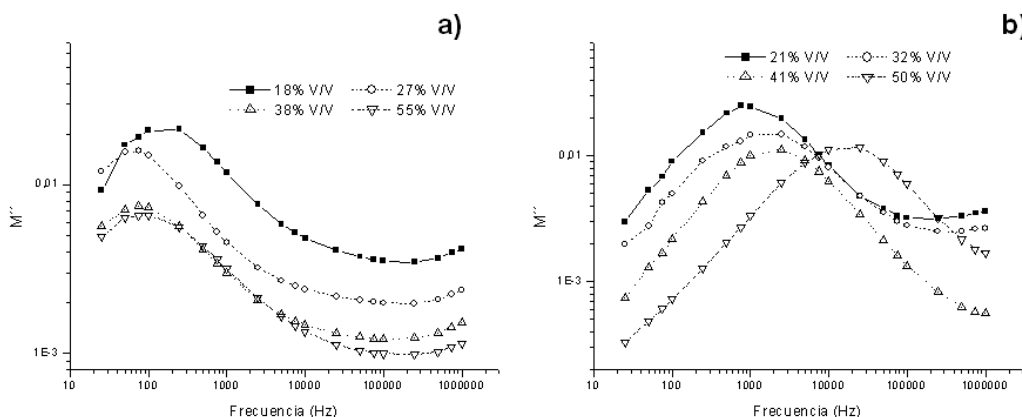 a)
18% V/V 27% V/V
38% V/V 55% V/V
M´´
0,01
1E-3
10 100 1000 10000 100000 1000000
Frecuencia (Hz)
b)
21% V/V 32% V/V
41% V/V 50% V/V
M´´
0,01
1E-3
10 100 1000 10000 100000 1000000
Frecuencia (Hz)